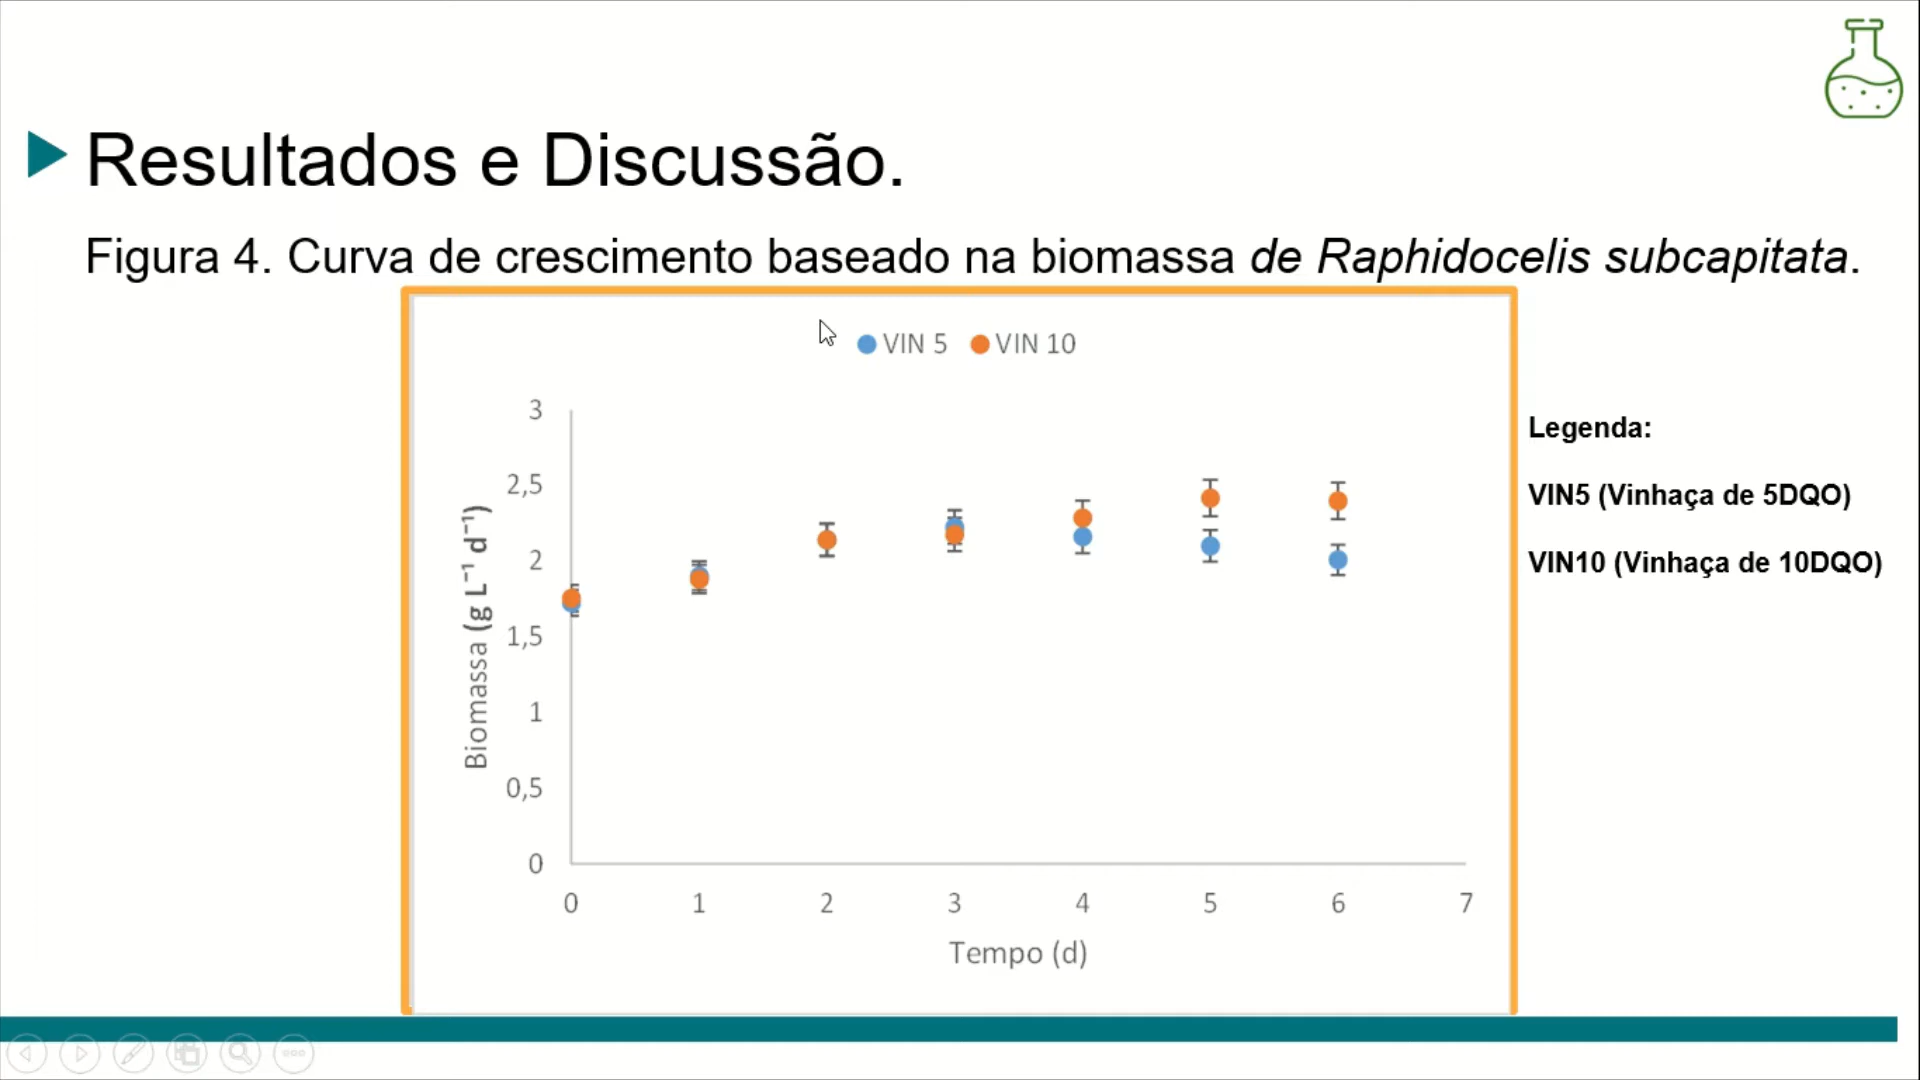 Resultados e Discussão.
Figura 4. Curva de crescimento baseado na biomassa de Raphidocelis subcapitata.
VIN 5 VIN 10
3
2,5
2
1,5
1
0,5
0
Biomassa (g L⁻¹ d⁻¹)
0 1 2 3 4 5 6 7
Tempo (d)
Legenda:
VIN5 (Vinhaça de 5DQO)
VIN10 (Vinhaça de 10DQO)